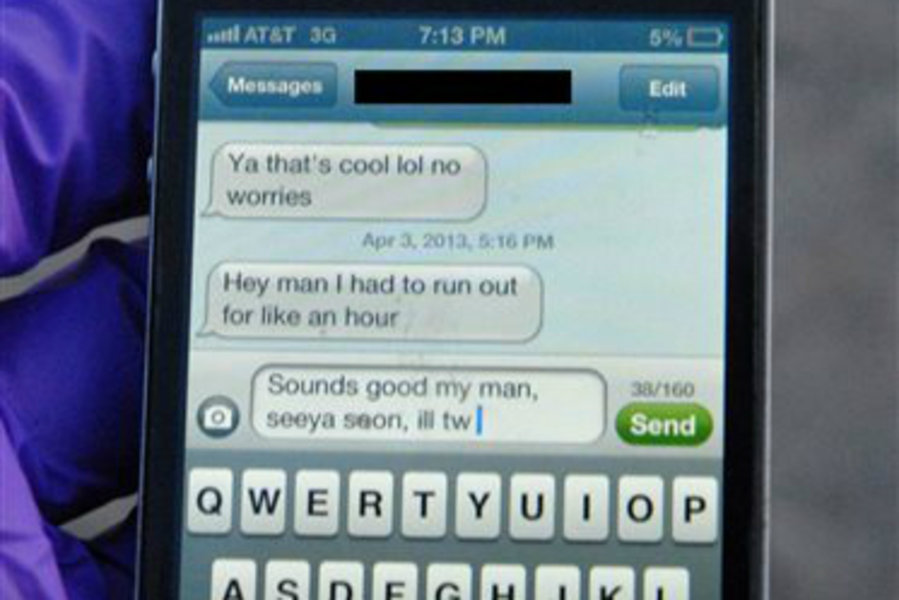 AT&T 3G 7:13 PM 5%
Messages Edit
Ya that's cool lol no
worries
Apr 3, 2013, 5:16 PM
Hey man I had to run out
for like an hour
Sounds good my man,
seeya soon, ill tw
38/160
Send
Q W E R T Y U I O P
A S D F G H J K L